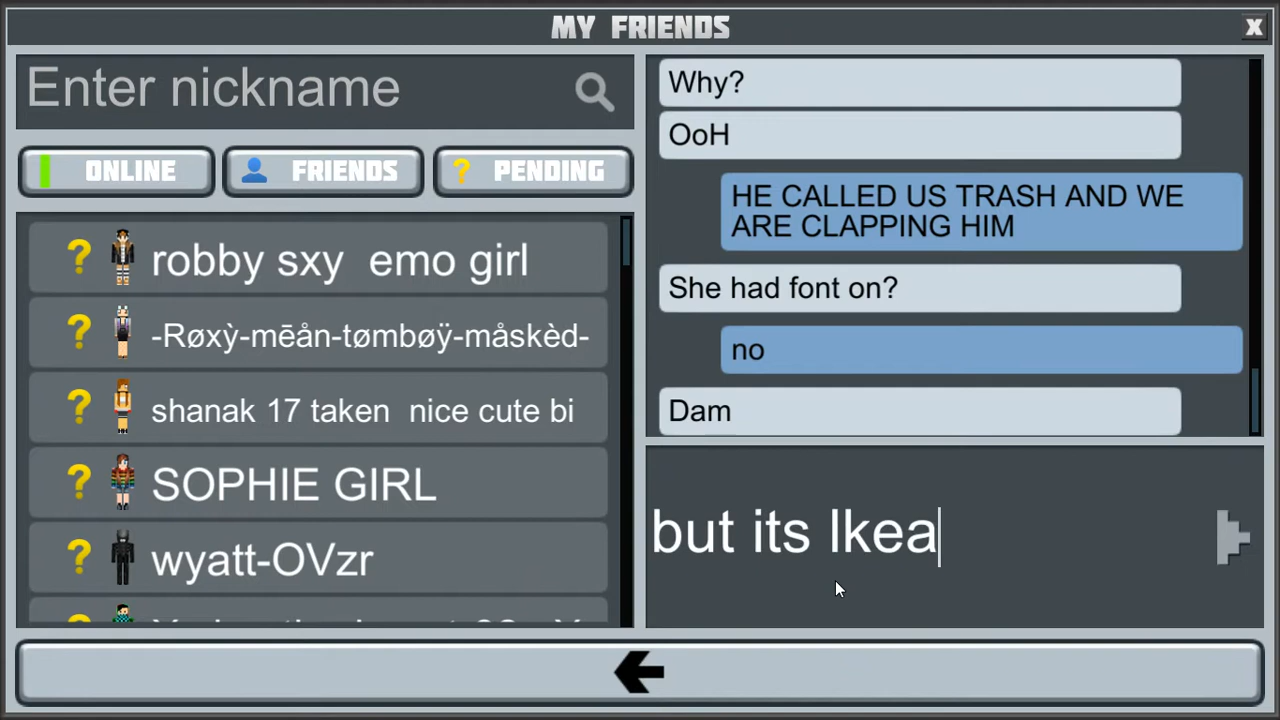 MY FRIENDS
X
Enter nickname
ONLINE
FRIENDS
? PENDING
? robby sxy emo girl
? -Røxỳ-mēån-tømbøÿ-måskèd-
? shanak 17 taken nice cute bi
? SOPHIE GIRL
? wyatt-OVzr
Why?
OoH
HE CALLED US TRASH AND WE
ARE CLAPPING HIM
She had font on?
no
Dam
but its Ikea